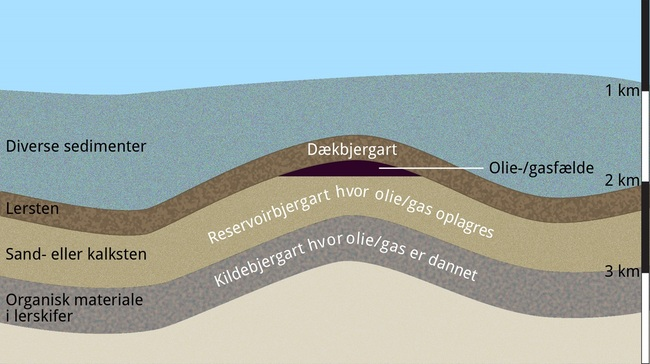 1 km
Diverse sedimenter
Dækbjergart
Olie-/gasfælde
2 km
Lersten
Reservoirbjergart hvor olie/gas oplagres
Sand- eller kalksten
Kildebjergart hvor olie/gas er dannet
3 km
Organisk materiale
i lerskifer